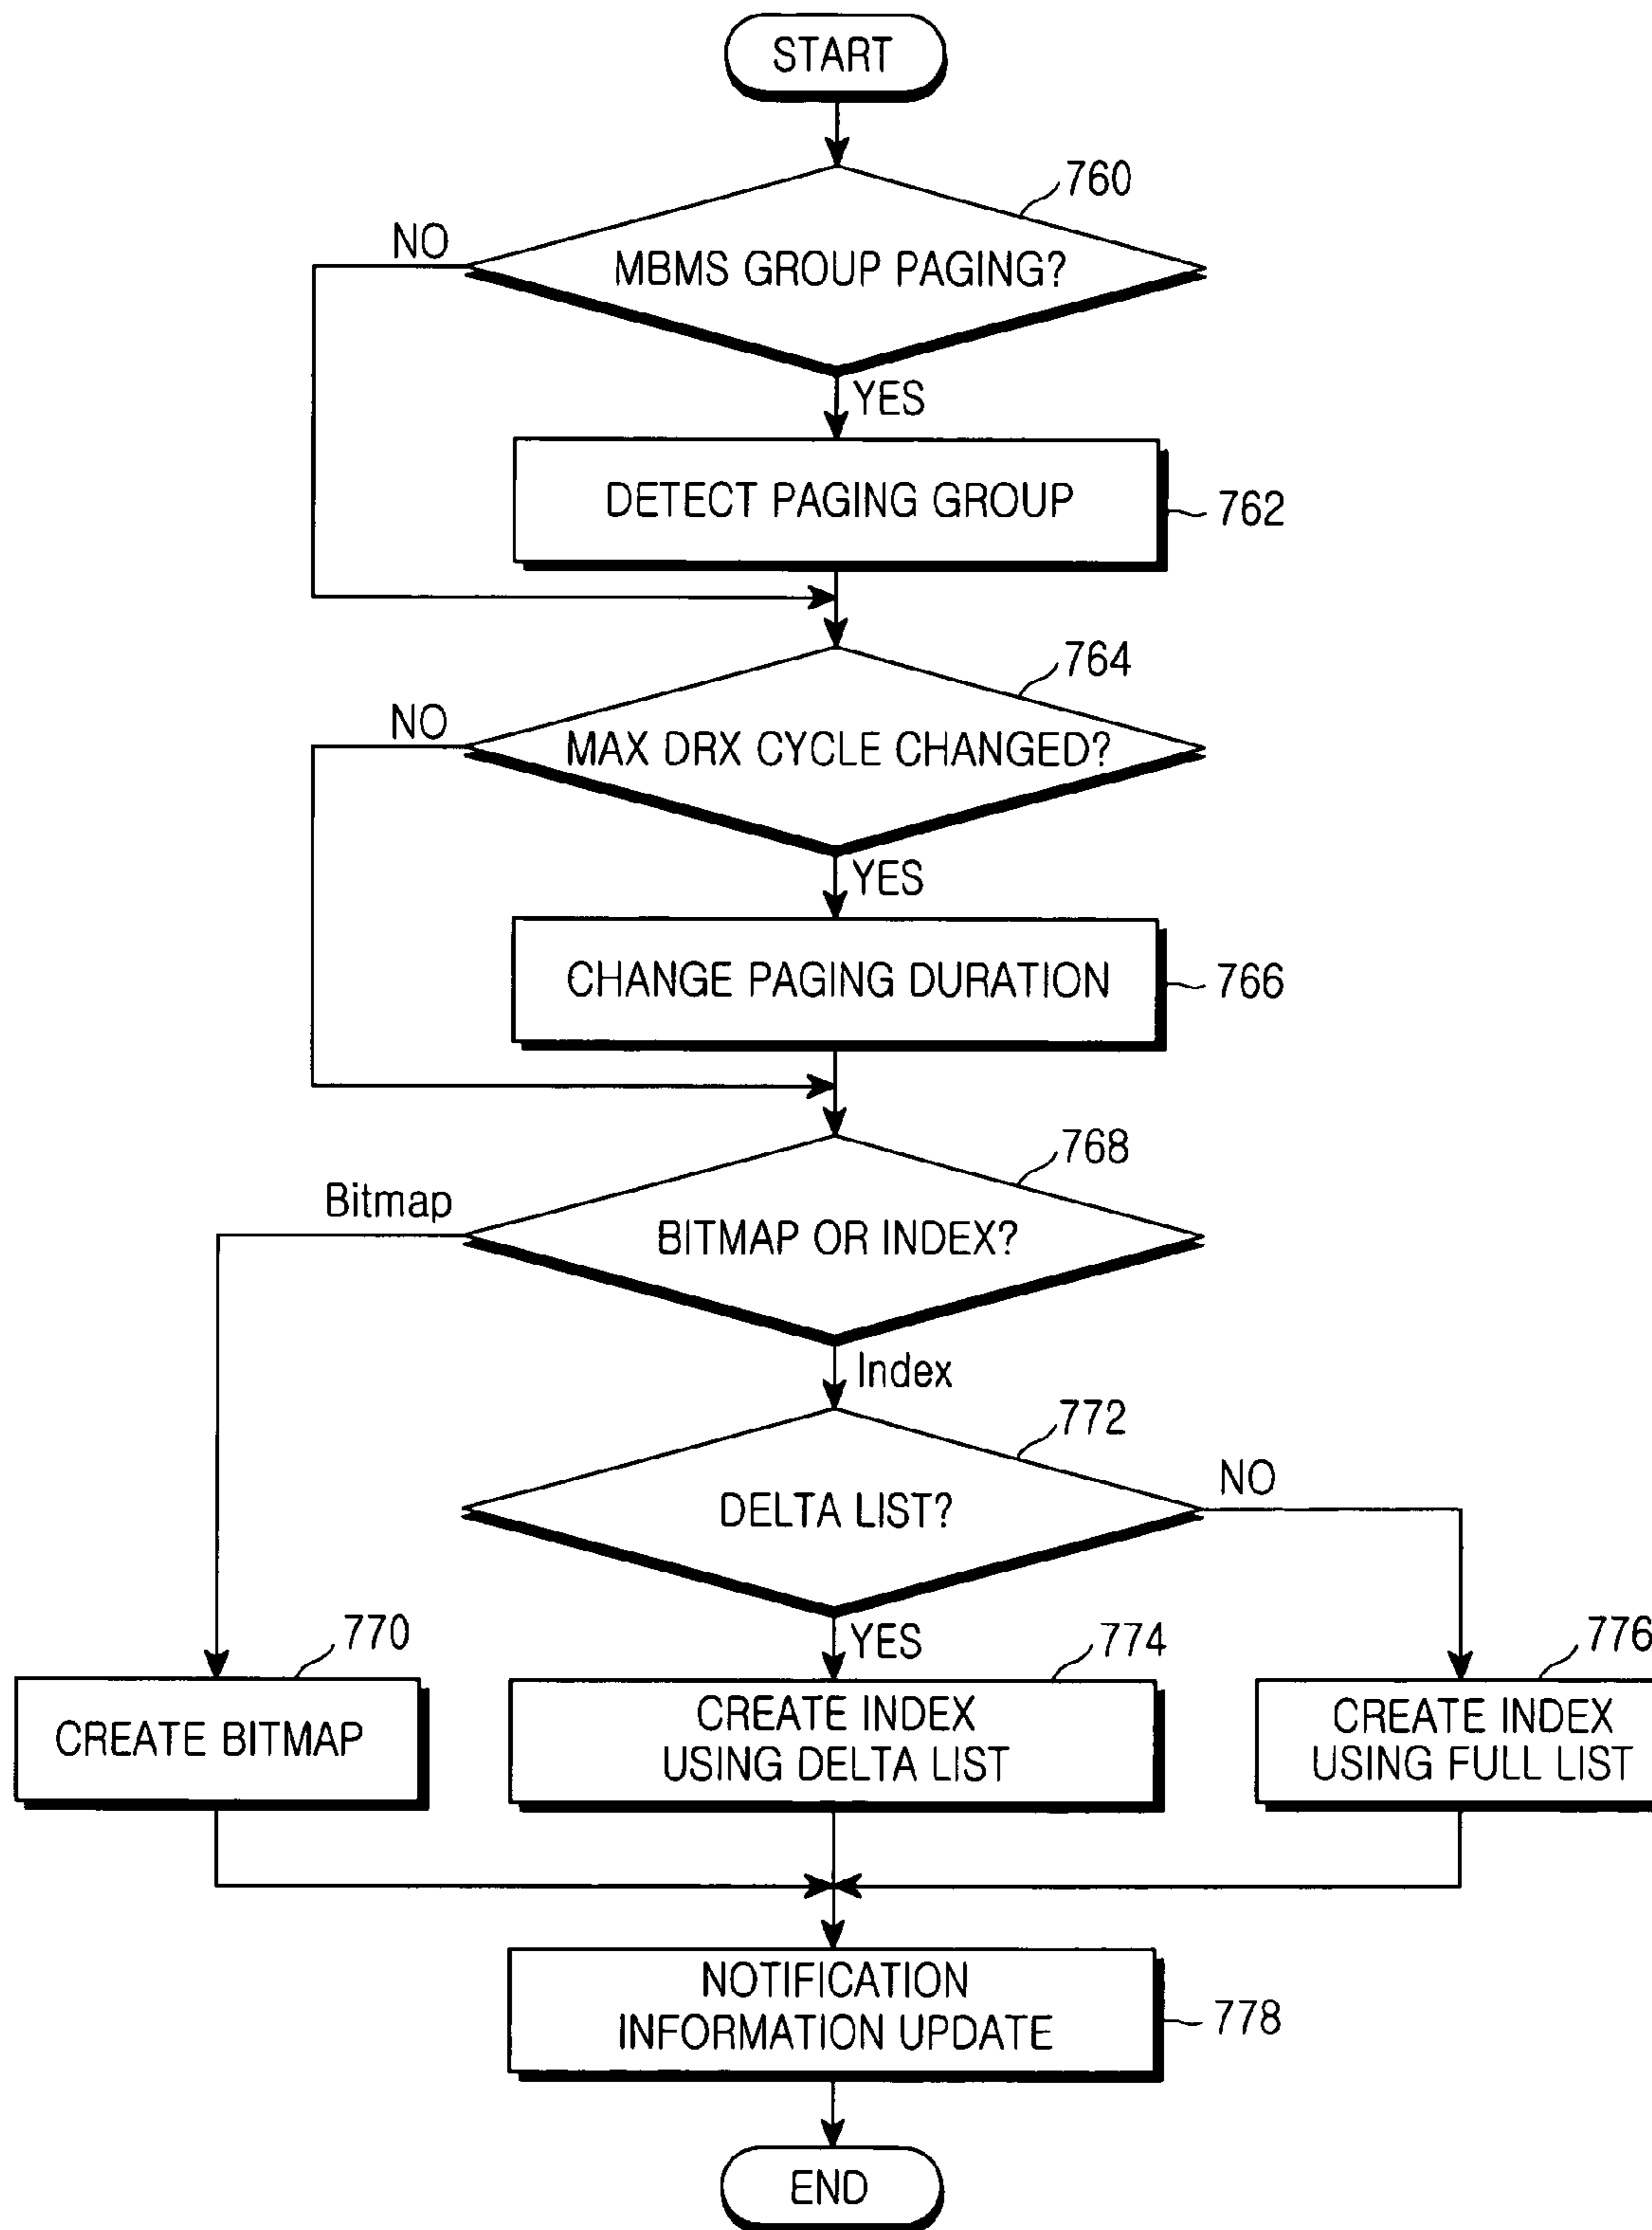 START
760
NO
MBMS GROUP PAGING?
YES
DETECT PAGING GROUP
762
764
NO
MAX DRX CYCLE CHANGED?
YES
CHANGE PAGING DURATION
766
768
Bitmap
BITMAP OR INDEX?
Index
772
NO
DELTA LIST?
770
YES
774
776
CREATE BITMAP
CREATE INDEX
USING DELTA LIST
CREATE INDEX
USING FULL LIST
NOTIFICATION
INFORMATION UPDATE
778
END